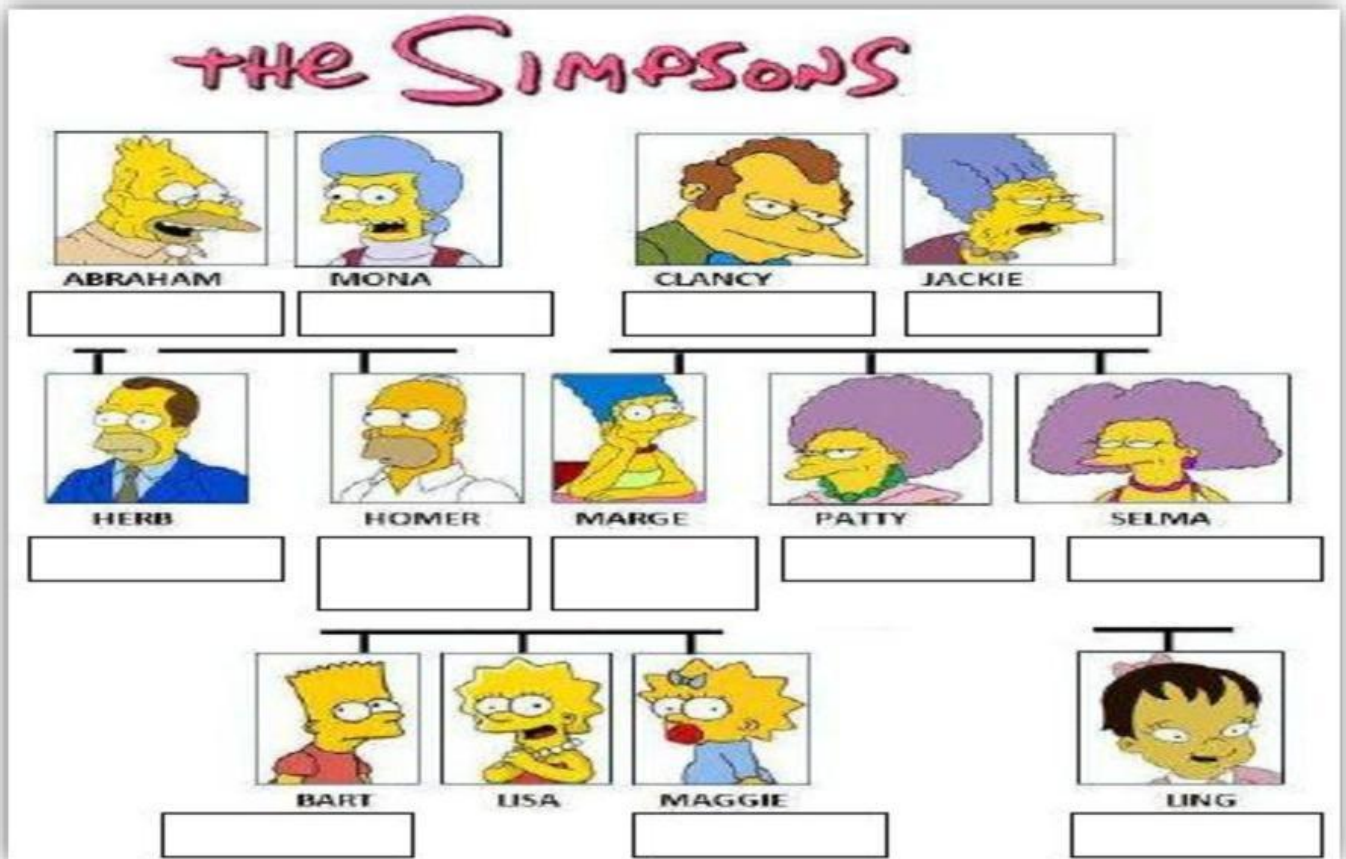 THE SIMPSONS
ABRAHAM MONA CLANCY JACKIE
HERB HOMER MARGE PATTY SELMA
BART LISA MAGGIE LING